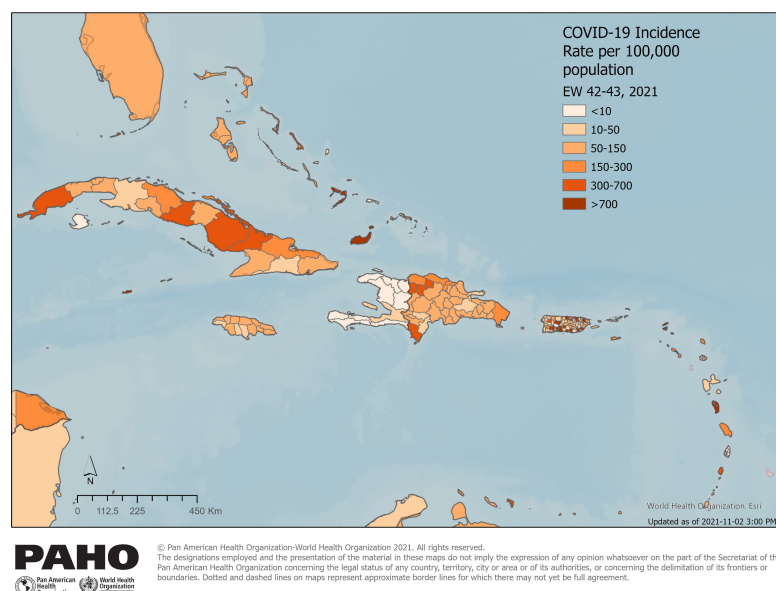 COVID-19 Incidence
Rate per 100,000
population
EW 42-43, 2021
<10
10-50
50-150
150-300
300-700
>700
N
0 112.5 225 450 Km
World Health Organization, Esri
Updated as of 2021-11-02 3:00 PM
PAHO
Pan American
Health
World Health
Organization
© Pan American Health Organization-World Health Organization 2021. All rights reserved.
The designations employed and the presentation of the material in these maps do not imply the expression of any opinion whatsoever on the part of the Secretariat of th
Pan American Health Organization concerning the legal status of any country, territory, city or area or of its authorities, or concerning the delimitation of its frontiers or
boundaries. Dotted and dashed lines on maps represent approximate border lines for which there may not yet be full agreement.